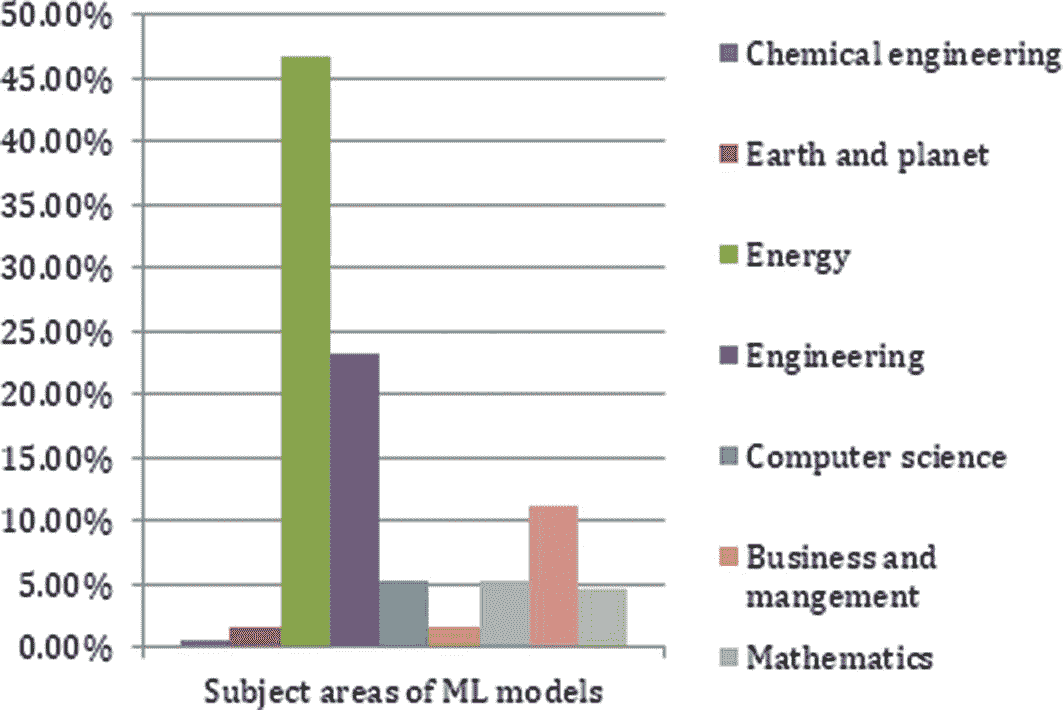 50.00%
45.00%
40.00%
35.00%
30.00%
25.00%
20.00%
15.00%
10.00%
5.00%
0.00%
Subject areas of ML models
Chemical engineering
Earth and planet
Energy
Engineering
Computer science
Business and
mangement
Mathematics